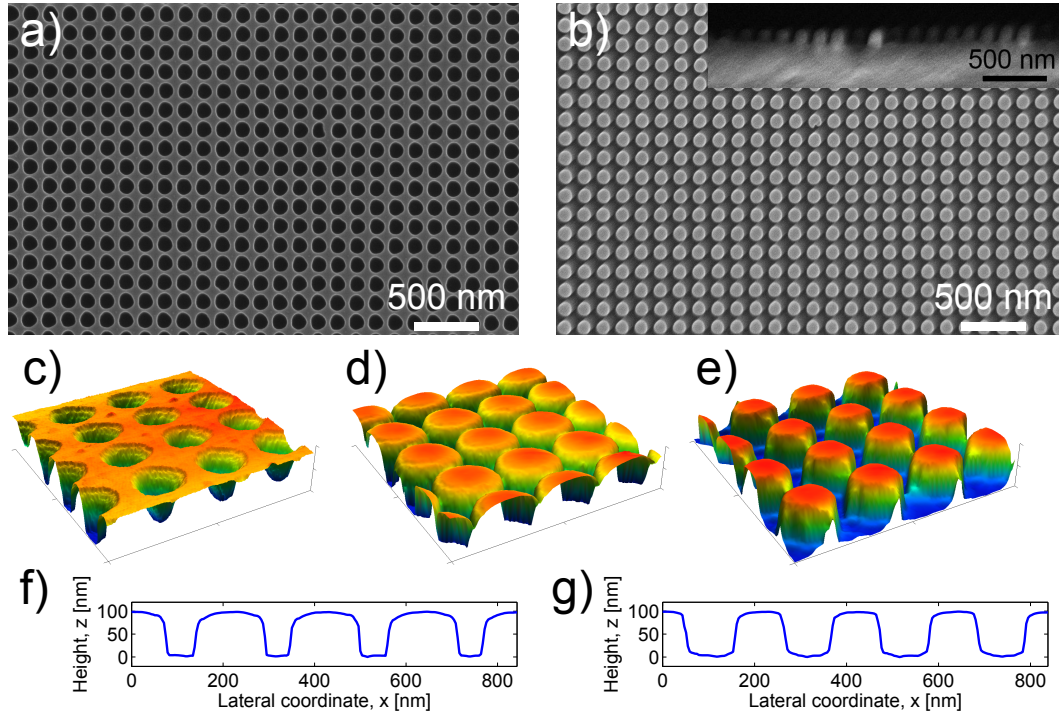 a)
500 nm
b)
500 nm
500 nm
c)
d)
e)
f)
Height, z [nm]
100
50
0
0
200
400
600
800
Lateral coordinate, x [nm]
g)
Height, z [nm]
100
50
0
0
200
400
600
800
Lateral coordinate, x [nm]